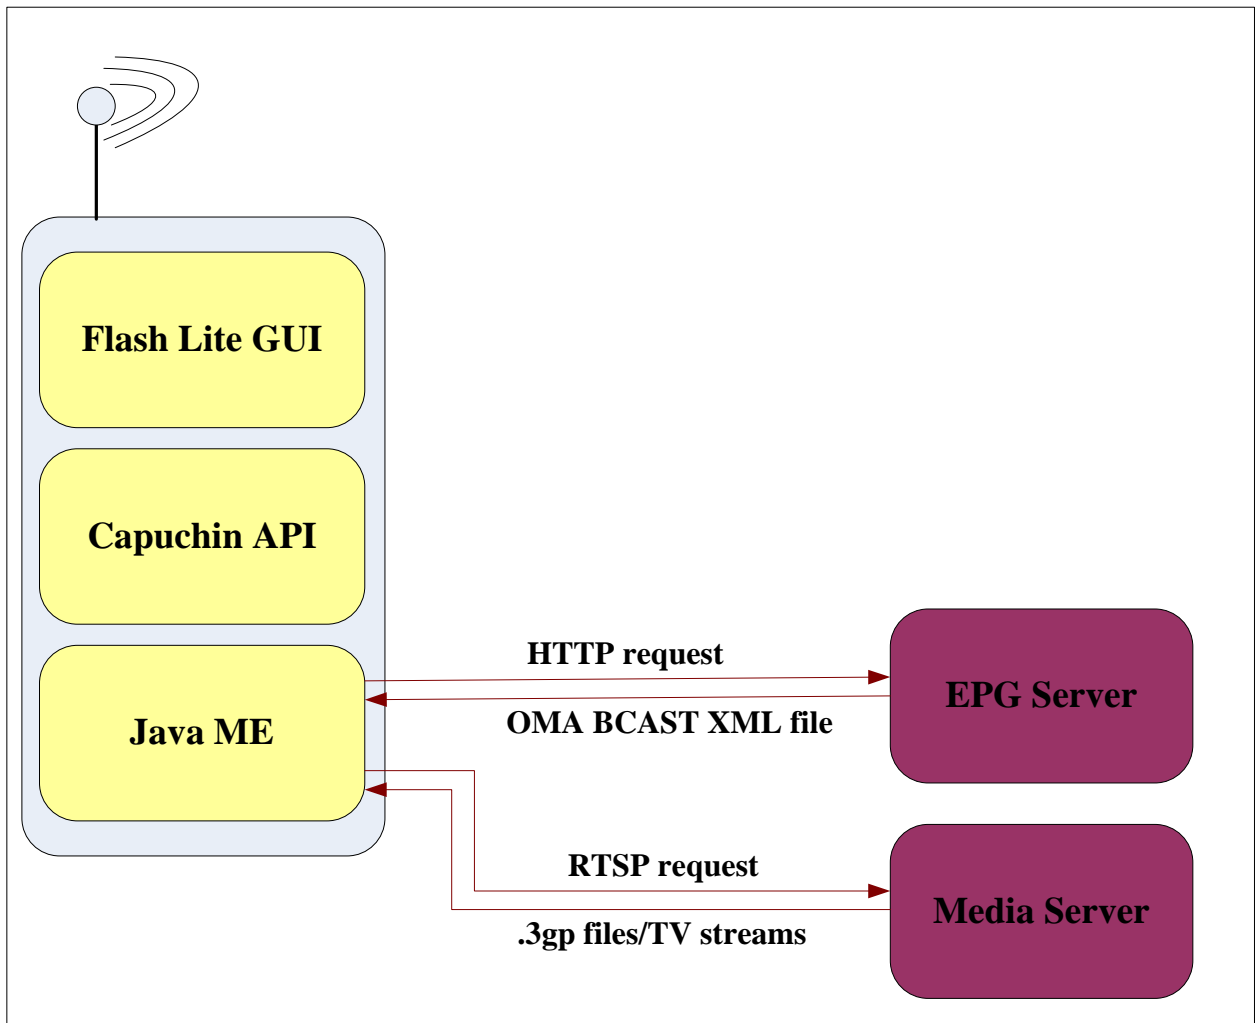 Flash Lite GUI
Capuchin API
Java ME
HTTP request
OMA BCAST XML file
EPG Server
RTSP request
.3gp files/TV streams
Media Server